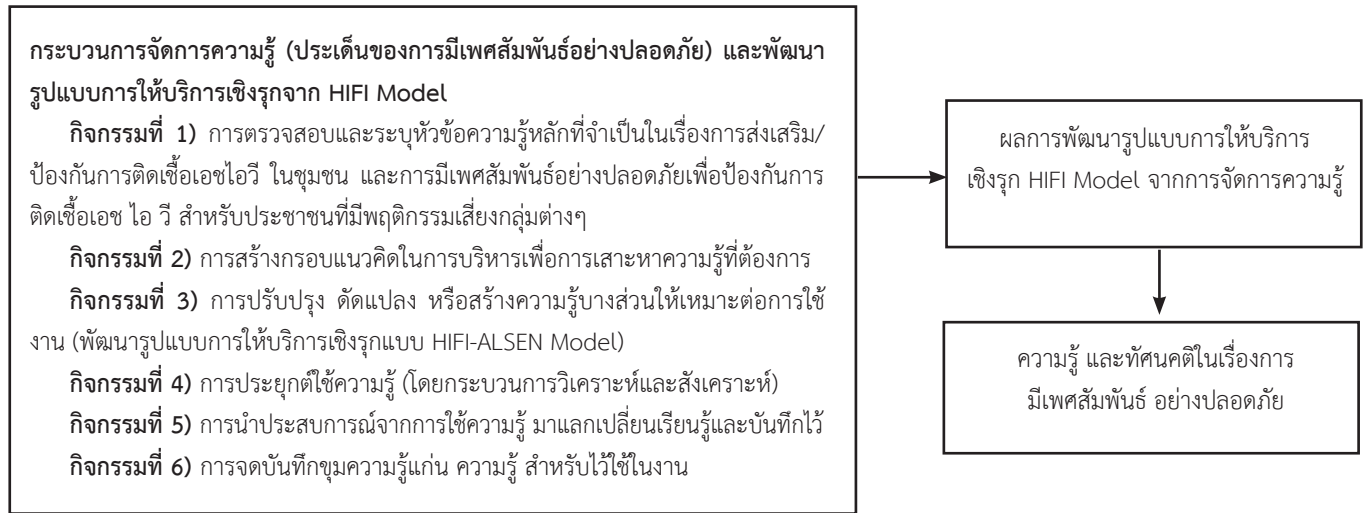 กระบวนการจัดการความรู้ (ประเด็นของการมีเพศสัมพันธ์อย่างปลอดภัย) และพัฒนา
รูปแบบการให้บริการเชิงรุกจาก HIFI Model
กิจกรรมที่ 1) การตรวจสอบและระบุหัวข้อความรู้หลักที่จำเป็นในเรื่องการส่งเสริม/
ป้องกันการติดเชื้อเอชไอวี ในชุมชน และการมีเพศสัมพันธ์อย่างปลอดภัยเพื่อป้องกันการ
ติดเชื้อเอช ไอ วี สำหรับประชาชนที่มีพฤติกรรมเสี่ยงกลุ่มต่างๆ
กิจกรรมที่ 2) การสร้างกรอบแนวคิดในการบริหารเพื่อการเสาะหาความรู้ที่ต้องการ
กิจกรรมที่ 3) การปรับปรุง ดัดแปลง หรือสร้างความรู้บางส่วนให้เหมาะต่อการใช้
งาน (พัฒนารูปแบบการให้บริการเชิงรุกแบบ HIFI-ALSEN Model)
กิจกรรมที่ 4) การประยุกต์ใช้ความรู้ (โดยกระบวนการวิเคราะห์และสังเคราะห์)
กิจกรรมที่ 5) การนำประสบการณ์จากการใช้ความรู้ มาแลกเปลี่ยนเรียนรู้และบันทึกไว้
กิจกรรมที่ 6) การจดบันทึกขุมความรู้แก่น ความรู้ สำหรับไว้ใช้ในงาน
ผลการพัฒนารูปแบบการให้บริการ
เชิงรุก HIFI Model จากการจัดการความรู้
ความรู้ และทัศนคติในเรื่องการ
มีเพศสัมพันธ์ อย่างปลอดภัย